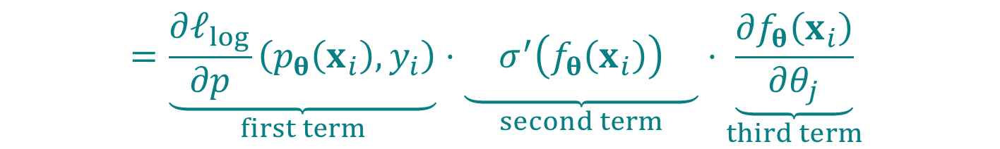 = ∂ℓ_log/∂p (p_𝛉(𝐱_i), y_i) · σ′(f_𝛉(𝐱_i)) · ∂f_𝛉(𝐱_i)/∂θ_j
first term second term third term